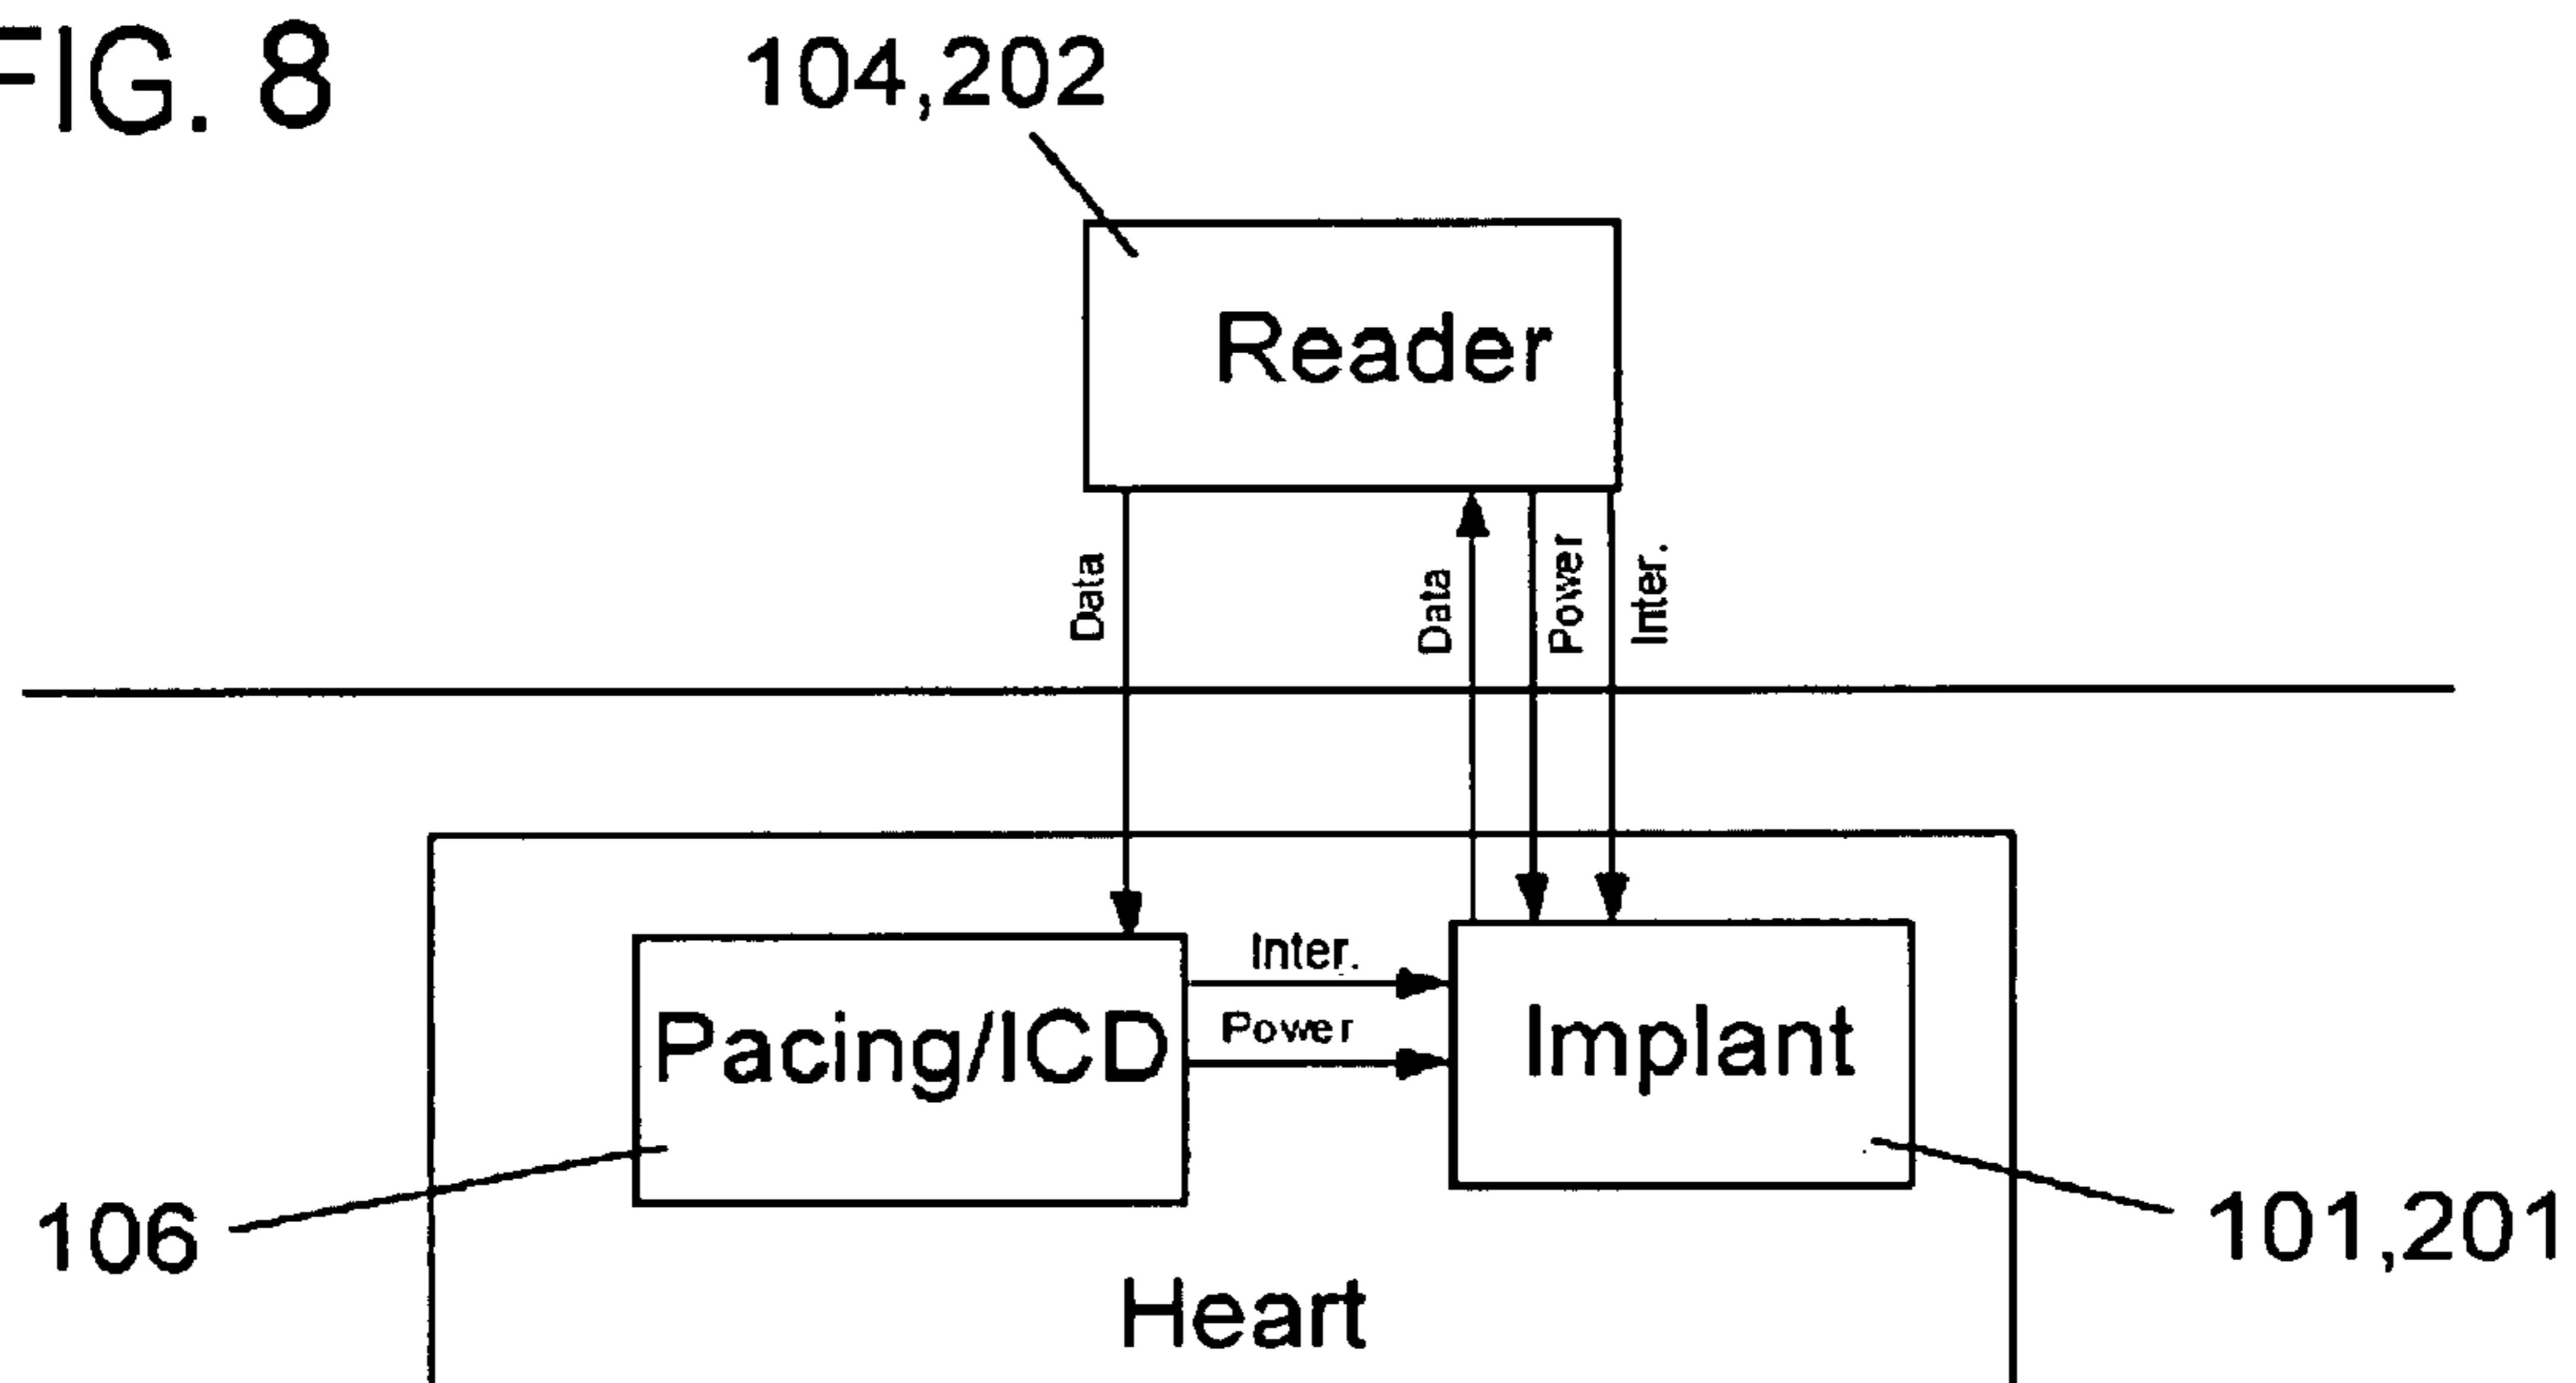 FIG. 8
104,202
Reader
Data
Data
Power
Inter.
Inter.
Power
Pacing/ICD
Implant
106
101,201
Heart